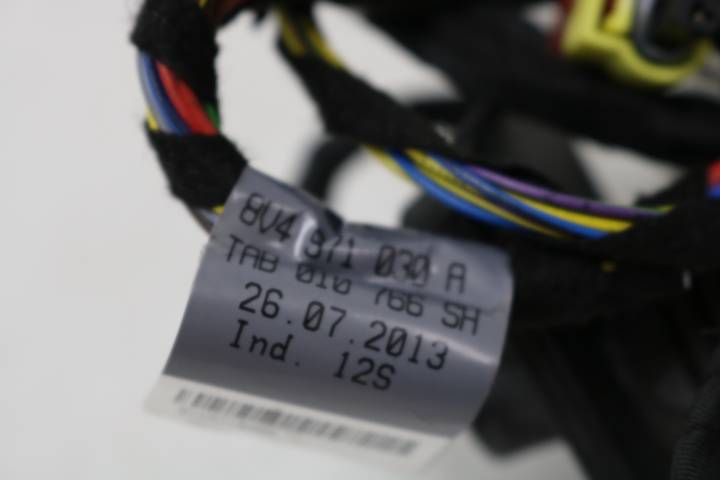 8V4 971 030 A
TAB 010 766 SH
26.07.2013
Ind. 12S